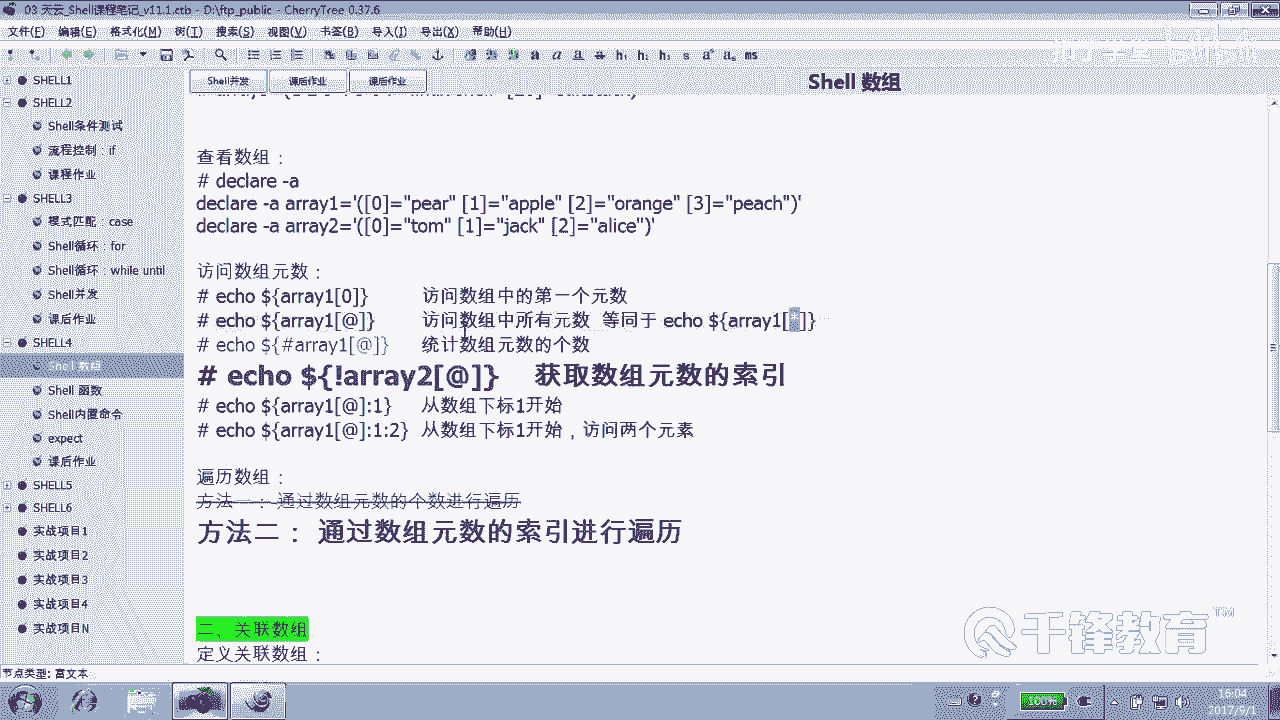 03 天云_Shell课程笔记_v11.1.ctb - D:\ftp_public - CherryTree 0.37.6
文件(F) 编辑(E) 格式化(M) 树(T) 搜索(S) 视图(V) 书签(B) 导入(I) 导出(X) 帮助(H)
SHELL1
SHELL2
Shell条件测试
流程控制：if
课程作业
SHELL3
模式匹配：case
Shell循环：for
Shell循环：while until
Shell并发
课后作业
SHELL4
数组
Shell 函数
Shell内置命令
expect
课后作业
SHELL5
SHELL6
实战项目1
实战项目2
实战项目3
实战项目4
实战项目N
Shell并发 课后作业 课后作业
Shell 数组
查看数组：
# declare -a
declare -a array1='([0]="pear" [1]="apple" [2]="orange" [3]="peach")'
declare -a array2='([0]="tom" [1]="jack" [2]="alice")'
访问数组元数：
# echo ${array1[0]} 访问数组中的第一个元数
# echo ${array1[@]} 访问数组中所有元数 等同于 echo ${array1[*]}
# echo ${#array1[@]} 统计数组元数的个数
# echo ${!array2[@]} 获取数组元数的索引
# echo ${array1[@]:1} 从数组下标1开始
# echo ${array1[@]:1:2} 从数组下标1开始，访问两个元素
遍历数组：
方法一： 通过数组元数的个数进行遍历
方法二： 通过数组元数的索引进行遍历
二、关联数组
定义关联数组：
千锋教育 TM
节点类型: 富文本
100%
16:04
2017/9/1